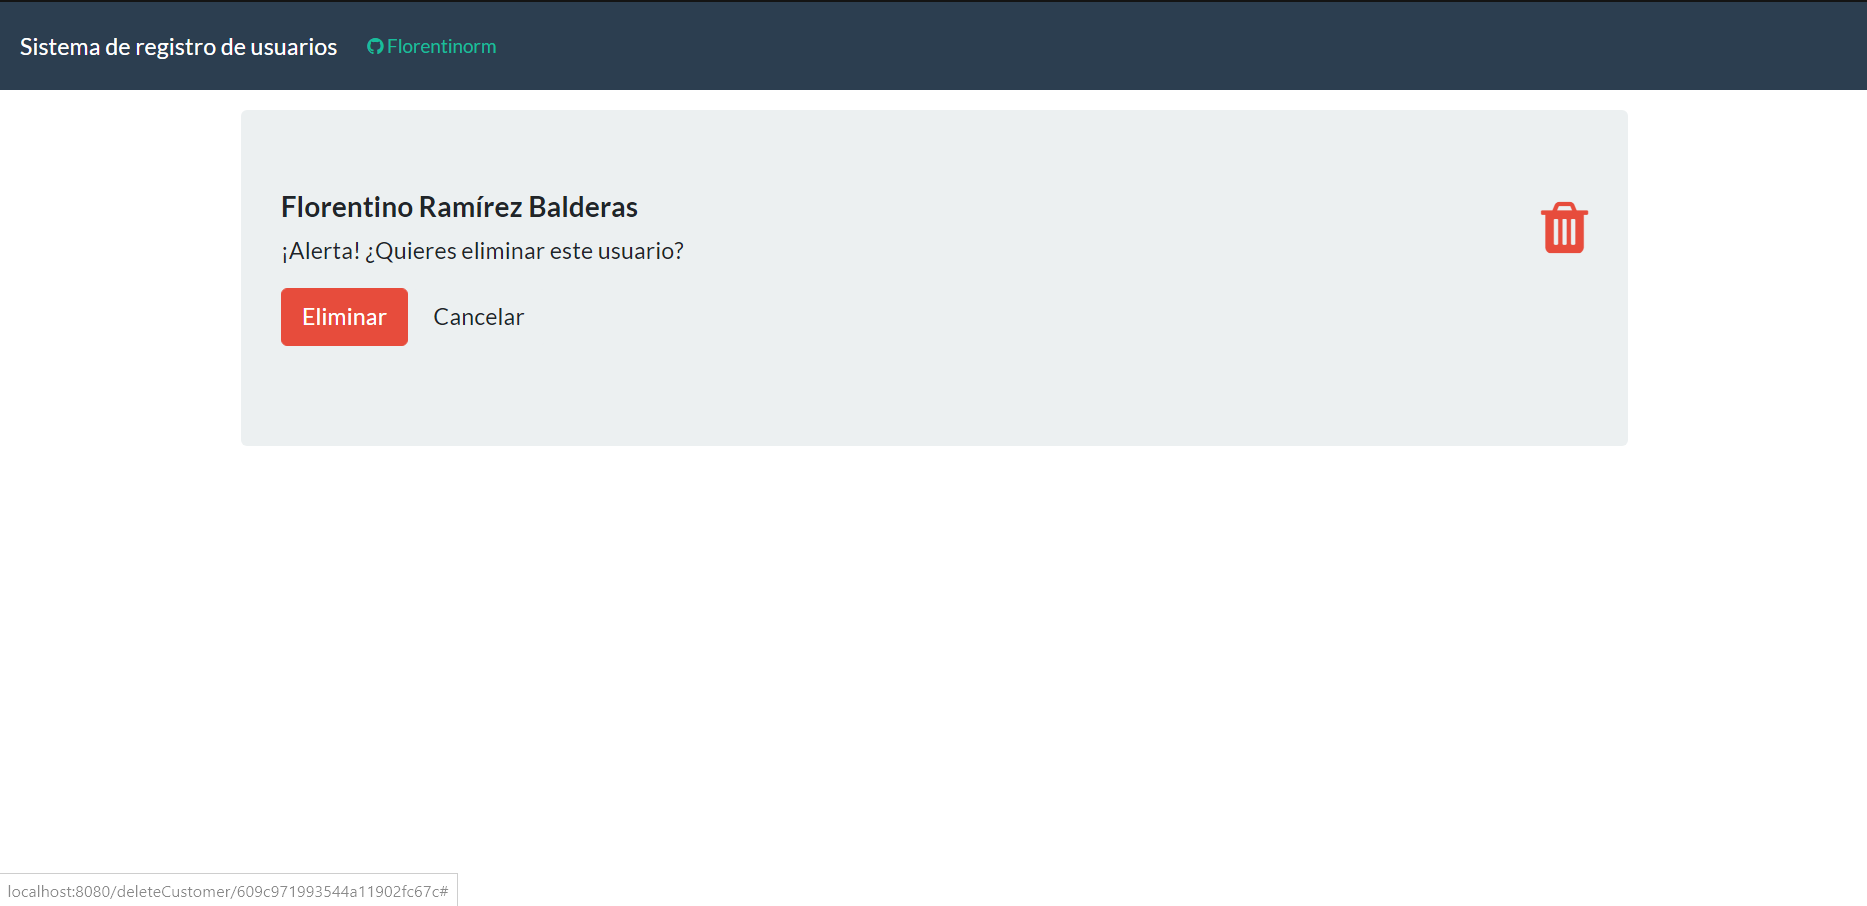 Sistema de registro de usuarios Florentinorm
Florentino Ramírez Balderas
¡Alerta! ¿Quieres eliminar este usuario?
Eliminar Cancelar
localhost:8080/deleteCustomer/609c971993544a11902fc67c#